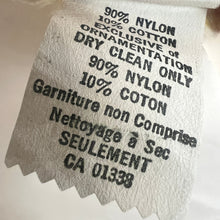 90% NYLON
10% COTTON
EXCLUSIVE of
ORNAMENTATION
DRY CLEAN ONLY
90% NYLON
10% COTON
Garniture non Comprise
Nettoyage à Sec
SEULEMENT
CA 01338